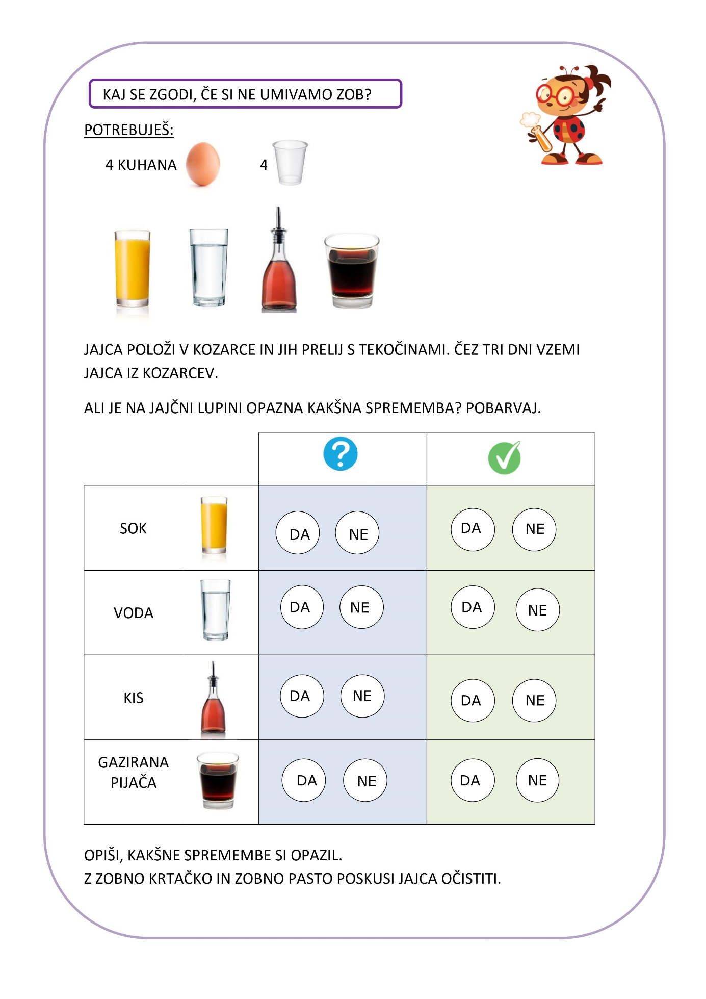 KAJ SE ZGODI, ČE SI NE UMIVAMO ZOB?
POTREBUJEŠ:
4 KUHANA 4
JAJCA POLOŽI V KOZARCE IN JIH PRELIJ S TEKOČINAMI. ČEZ TRI DNI VZEMI
JAJCA IZ KOZARCEV.
ALI JE NA JAJČNI LUPINI OPAZNA KAKŠNA SPREMEMBA? POBARVAJ.
?
SOK DA NE DA NE
VODA DA NE DA NE
KIS DA NE DA NE
GAZIRANA
PIJAČA DA NE DA NE
OPIŠI, KAKŠNE SPREMEMBE SI OPAZIL.
Z ZOBNO KRTAČKO IN ZOBNO PASTO POSKUSI JAJCA OČISTITI.